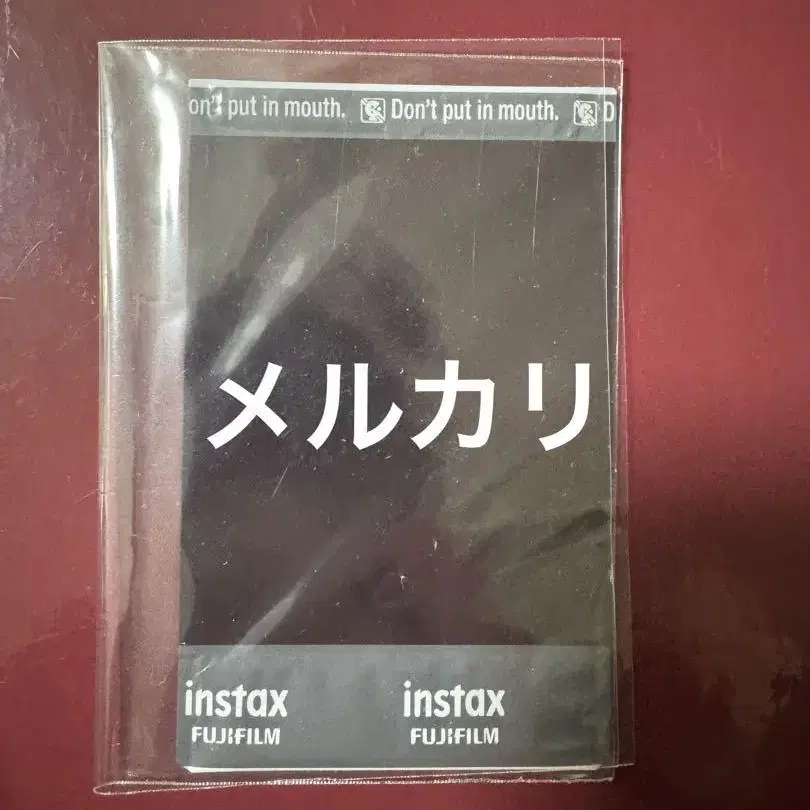 on't put in mouth. Don't put in mouth. D
メルカリ
instax instax
FUJIFILM FUJIFILM